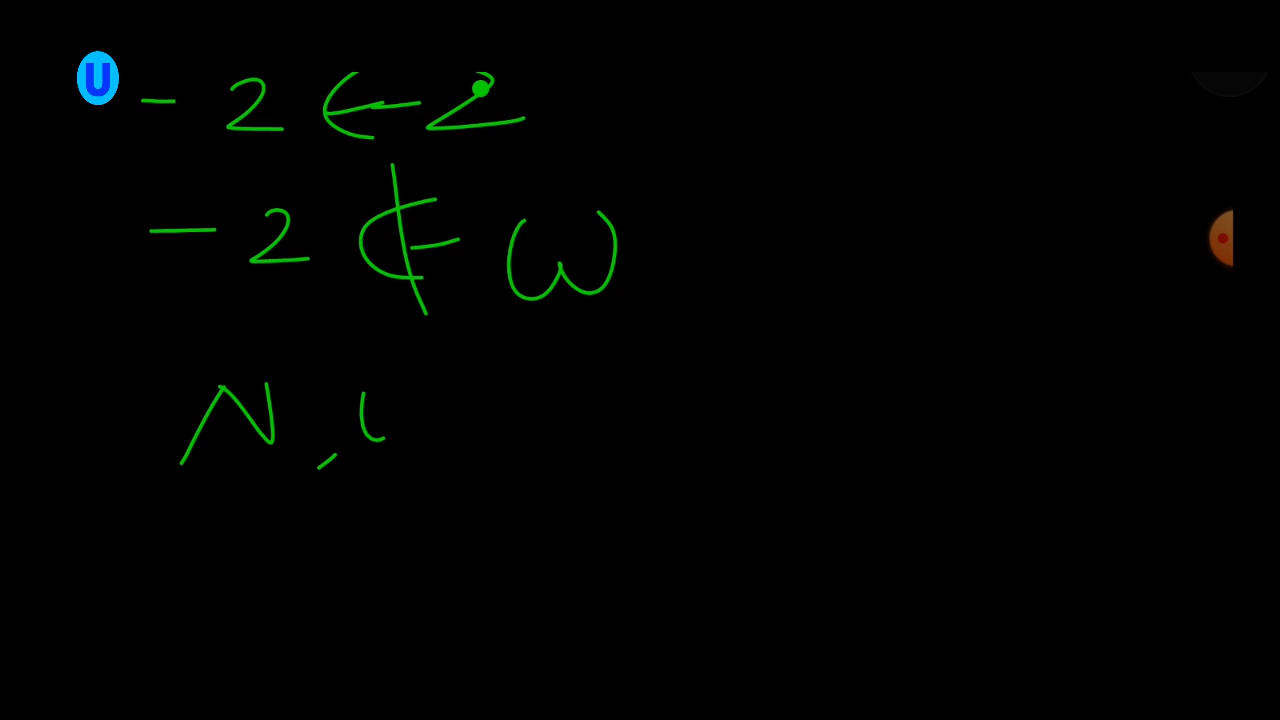 U
- 2 ∈ Z
- 2 ∉ W
N,